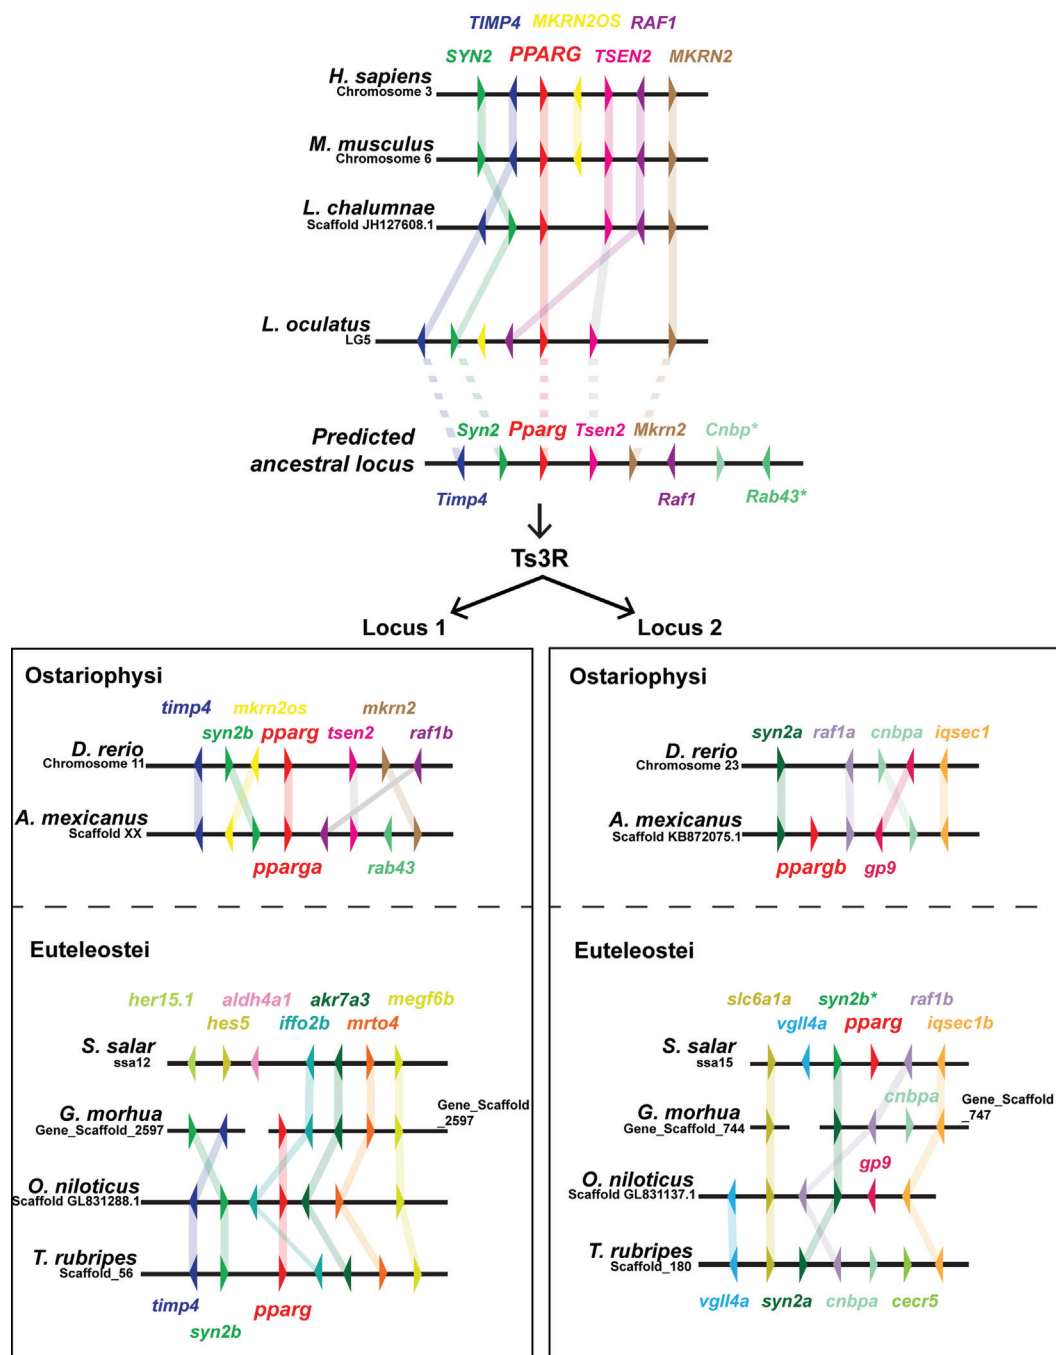 TIMP4 MKRN2OS RAF1
SYN2 PPARG TSEN2 MKRN2
H. sapiens
Chromosome 3
M. musculus
Chromosome 6
L. chalumnae
Scaffold JH127608.1
L. oculatus
LG5
Predicted
ancestral locus
Syn2 Pparg Tsen2 Mkrn2 Cnbp*
Timp4 Raf1 Rab43*
Ts3R
Locus 1
Locus 2
Ostariophysi
timp4 mkrn2os mkrn2
syn2b pparg tsen2 raf1b
D. rerio
Chromosome 11
A. mexicanus
Scaffold XX
pparga rab43
Euteleostei
her15.1 aldh4a1 akr7a3 megf6b
hes5 iffo2b mrto4
S. salar
ssa12
G. morhua
Gene_Scaffold_2597
Gene_Scaffold
_2597
O. niloticus
Scaffold GL831288.1
T. rubripes
Scaffold_56
timp4 pparg
syn2b
Ostariophysi
syn2a raf1a cnbpa iqsec1
D. rerio
Chromosome 23
A. mexicanus
Scaffold KB872075.1
ppargb gp9
Euteleostei
slc6a1a syn2b* raf1b
vgll4a pparg iqsec1b
S. salar
ssa15
cnbpa
G. morhua
Gene_Scaffold_744
Gene_Scaffold
_747
gp9
O. niloticus
Scaffold GL831137.1
T. rubripes
Scaffold_180
vgll4a syn2a cnbpa cecr5